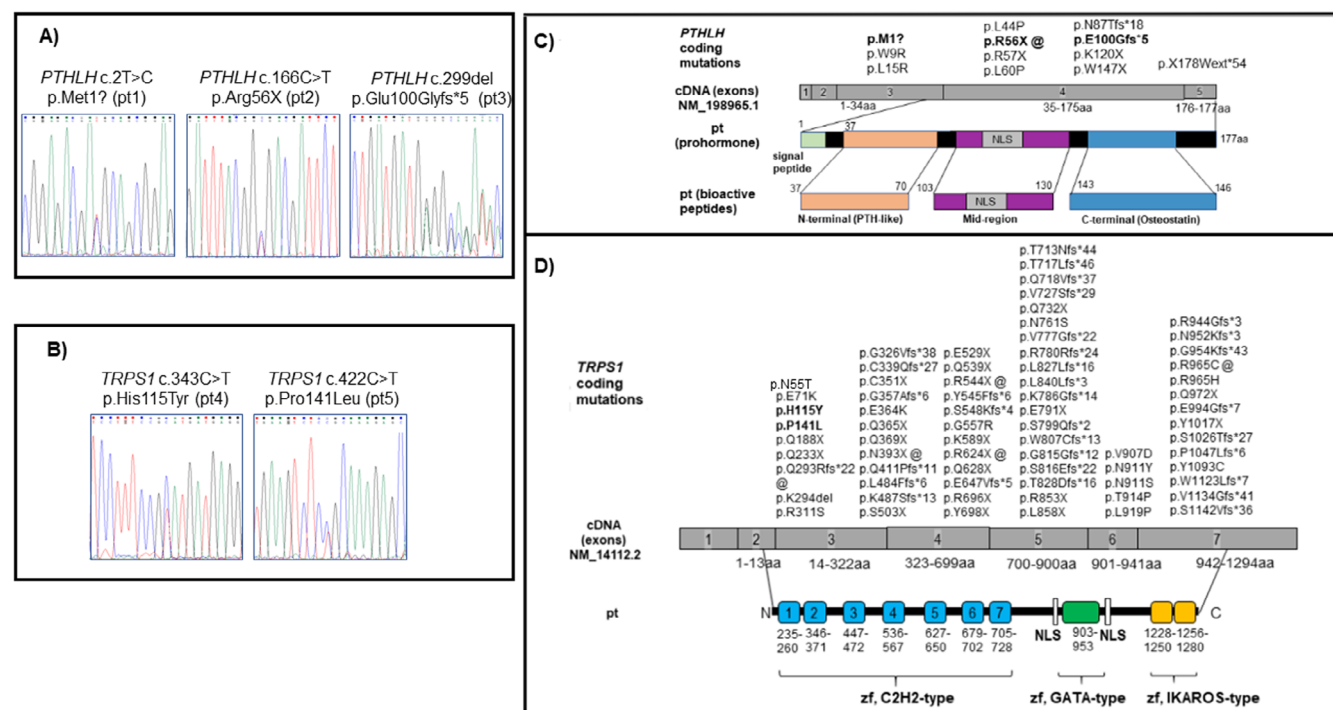 A)
PTHLH c.2T>C
p.Met1? (pt1)
PTHLH c.166C>T
p.Arg56X (pt2)
PTHLH c.299del
p.Glu100Glyfs*5 (pt3)
B)
TRPS1 c.343C>T
p.His115Tyr (pt4)
TRPS1 c.422C>T
p.Pro141Leu (pt5)
C)
PTHLH
coding
mutations
p.M1?
p.W9R
p.L15R
p.L44P
p.R56X @
p.R57X
p.L60P
p.N87Tfs*18
p.E100Gfs*5
p.K120X
p.W147X
p.X178Wext*54
cDNA (exons)
NM_198965.1
1 2 3 4 5
1-34aa 35-175aa 176-177aa
pt
(prohormone)
1 37
NLS
177aa
signal
peptide
pt (bioactive
peptides)
37 70 103 130 143 146
NLS
N-terminal (PTH-like) Mid-region C-terminal (Osteostatin)
D)
TRPS1
coding
mutations
p.N55T
p.E71K
p.H115Y
p.P141L
p.Q188X
p.Q233X
p.Q293Rfs*22
@
p.K294del
p.R311S
p.G326Vfs*38
p.C339Qfs*27
p.C351X
p.G357Afs*6
p.E364K
p.Q365X
p.Q369X
p.N393X @
p.Q411Pfs*11
p.L484Ffs*6
p.K487Sfs*13
p.S503X
p.E529X
p.Q539X
p.R544X @
p.Y545Ffs*6
p.S548Kfs*4
p.G557R
p.K589X
p.R624X @
p.Q628X
p.E647Vfs*5
p.R696X
p.Y698X
p.T713Nfs*44
p.T717Lfs*46
p.Q718Vfs*37
p.V727Sfs*29
p.Q732X
p.N761S
p.V777Gfs*22
p.R780Rfs*24
p.L827Lfs*16
p.L840Lfs*3
p.K786Gfs*14
p.E791X
p.S799Qfs*2
p.W807Cfs*13
p.G815Gfs*12
p.S816Efs*22
p.T828Dfs*16
p.R853X
p.L858X
p.V907D
p.N911Y
p.N911S
p.T914P
p.L919P
p.R944Gfs*3
p.N952Kfs*3
p.G954Kfs*43
p.R965C @
p.R965H
p.Q972X
p.E994Gfs*7
p.Y1017X
p.S1026Tfs*27
p.P1047Lfs*6
p.Y1093C
p.W1123Lfs*7
p.V1134Gfs*41
p.S1142Vfs*36
cDNA
(exons)
NM_14112.2
1 2 3 4 5 6 7
1-13aa 14-322aa 323-699aa 700-900aa 901-941aa 942-1294aa
pt
N 1 2 3 4 5 6 7 C
235-
260
346-
371
447-
472
536-
567
627-
650
679-
702
705-
728
NLS
903-
953
NLS
1228-
1250
1256-
1280
zf, C2H2-type zf, GATA-type zf, IKAROS-type